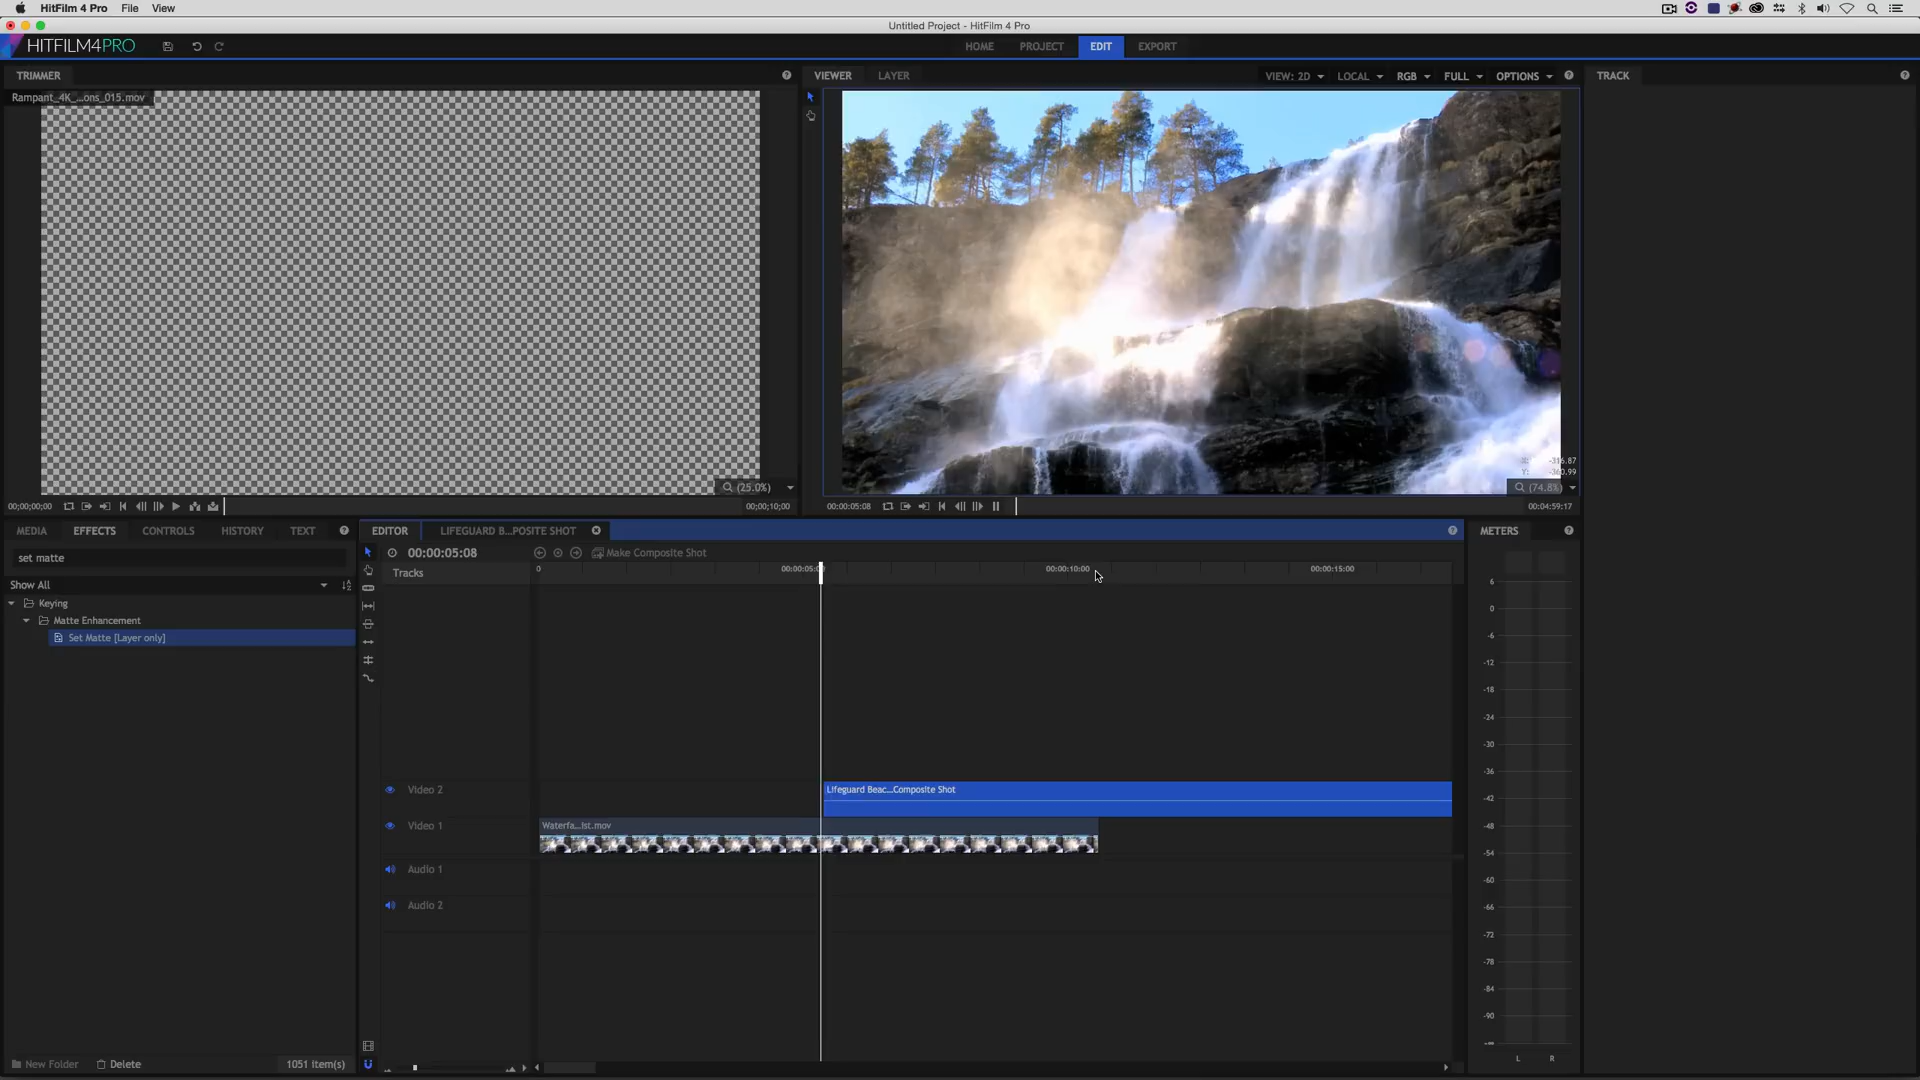 HitFilm 4 Pro File View
Untitled Project - HitFilm 4 Pro
HITFILM4PRO HOME PROJECT EDIT EXPORT
TRIMMER VIEWER LAYER VIEW: 2D LOCAL RGB FULL OPTIONS TRACK
Rampant_4K_...ons_015.mov
X: -316.87
(25.0%) (74.8%)
00;00;00;00 00;00;10;00 00:00:05:08 00:04:59:17
MEDIA EFFECTS CONTROLS HISTORY TEXT EDITOR LIFEGUARD B...POSITE SHOT METERS
set matte 00:00:05:08 Make Composite Shot
Tracks 0 00:00:05:0 00:00:10:00 00:00:15:00
Show All
Keying
Matte Enhancement
Set Matte [Layer only]
Video 2 Lifeguard Beac...Composite Shot
Video 1 Waterfa...ist.mov
Audio 1
Audio 2
6
0
-6
-12
-18
-24
-30
-36
-42
-48
-54
-60
-66
-72
-78
-84
-90
L R
New Folder Delete 1051 item(s)